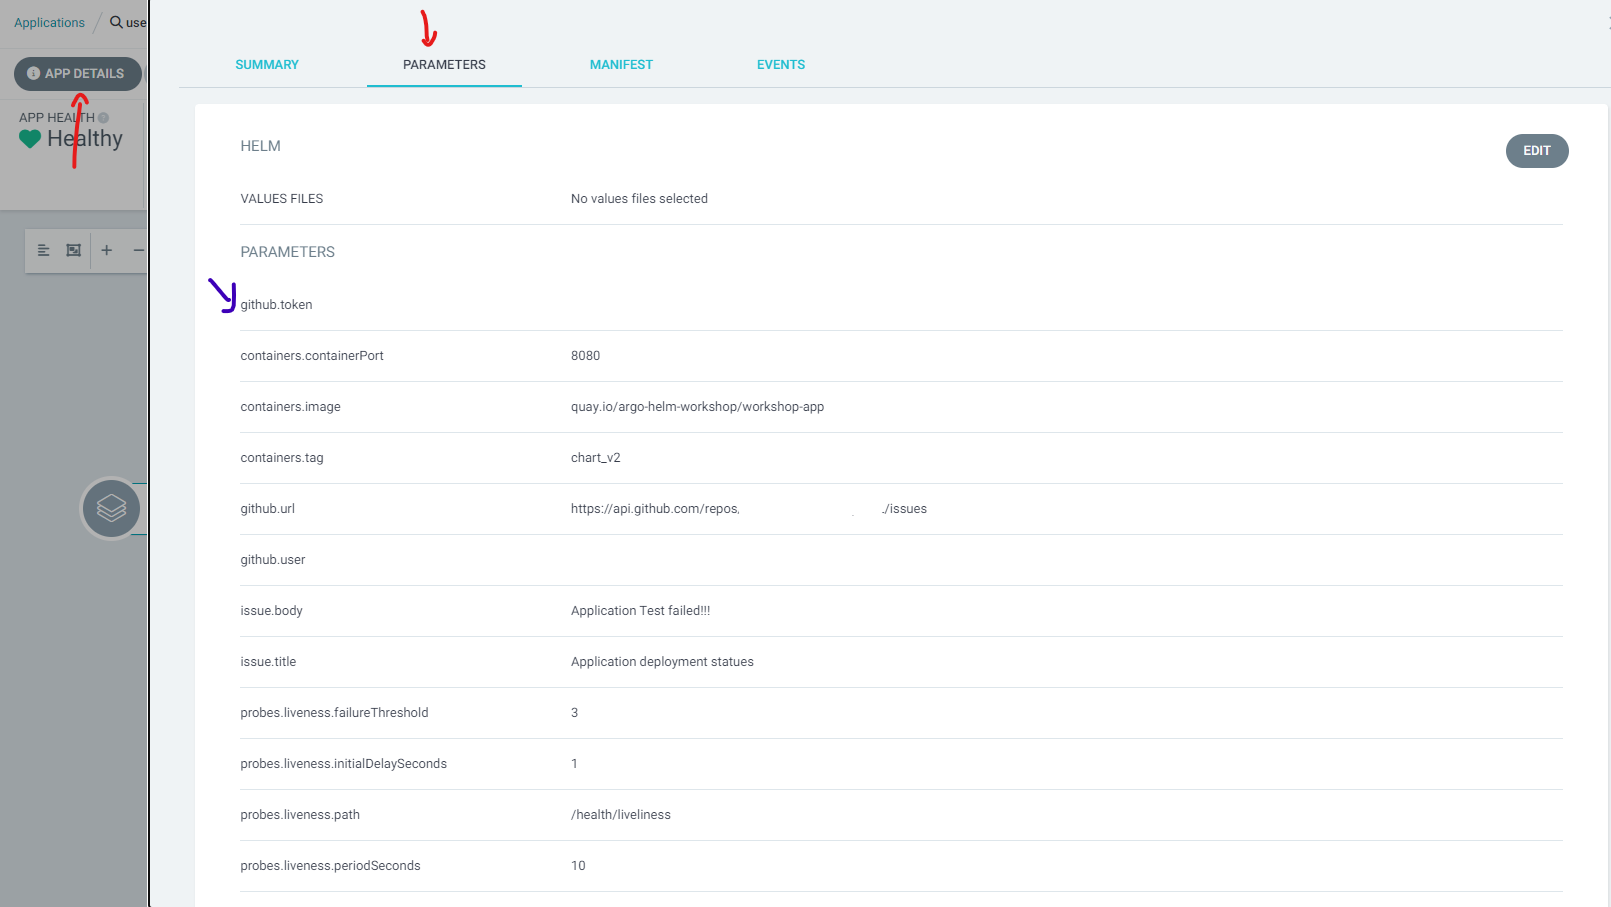 Applications / use
APP DETAILS
APP HEALTH
Healthy
SUMMARY PARAMETERS MANIFEST EVENTS
HELM
EDIT
VALUES FILES No values files selected
PARAMETERS
github.token
containers.containerPort 8080
containers.image quay.io/argo-helm-workshop/workshop-app
containers.tag chart_v2
github.url https://api.github.com/repos/ /issues
github.user
issue.body Application Test failed!!!
issue.title Application deployment statues
probes.liveness.failureThreshold 3
probes.liveness.initialDelaySeconds 1
probes.liveness.path /health/liveliness
probes.liveness.periodSeconds 10